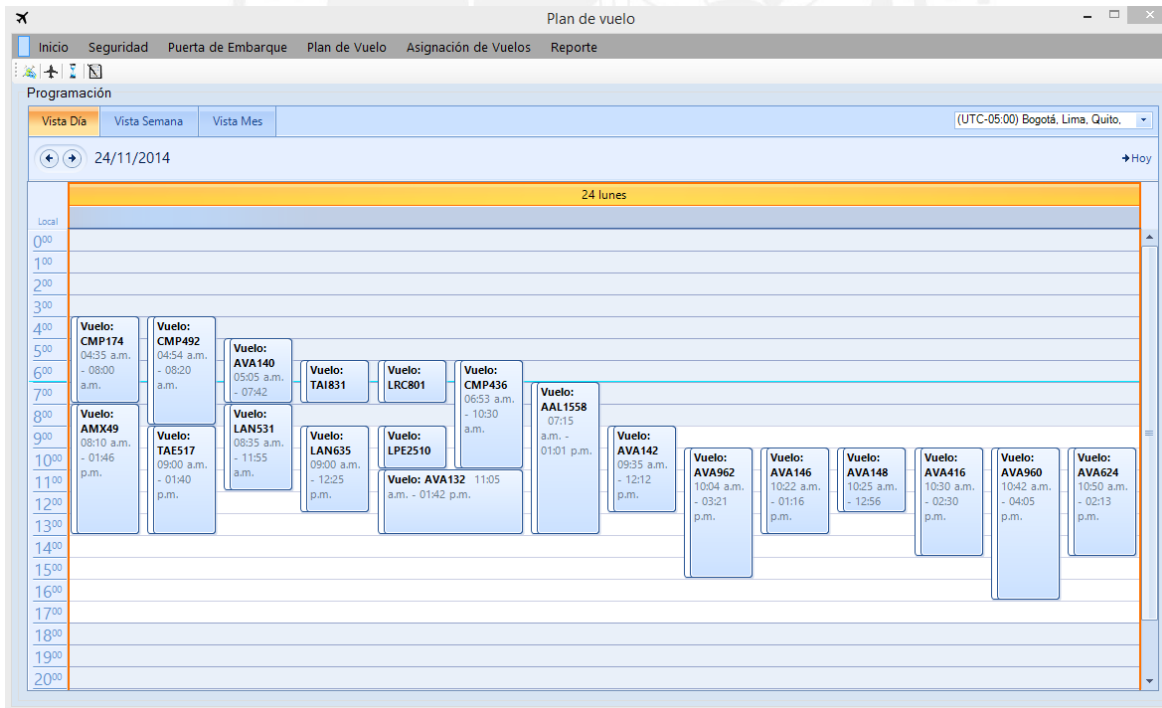 Plan de vuelo
Inicio Seguridad Puerta de Embarque Plan de Vuelo Asignación de Vuelos Reporte
Programación
Vista Día Vista Semana Vista Mes (UTC-05:00) Bogotá, Lima, Quito,
24/11/2014 Hoy
24 lunes
Local
0⁰⁰
1⁰⁰
2⁰⁰
3⁰⁰
4⁰⁰
5⁰⁰
6⁰⁰
7⁰⁰
8⁰⁰
9⁰⁰
10⁰⁰
11⁰⁰
12⁰⁰
13⁰⁰
14⁰⁰
15⁰⁰
16⁰⁰
17⁰⁰
18⁰⁰
19⁰⁰
20⁰⁰
Vuelo:
CMP174
04:35 a.m.
- 08:00
a.m.
Vuelo:
AMX49
08:10 a.m.
- 01:46
p.m.
Vuelo:
CMP492
04:54 a.m.
- 08:20
a.m.
Vuelo:
TAE517
09:00 a.m.
- 01:40
p.m.
Vuelo:
AVA140
05:05 a.m.
- 07:42
Vuelo:
LAN531
08:35 a.m.
- 11:55
a.m.
Vuelo:
TAI831
Vuelo:
LAN635
09:00 a.m.
- 12:25
p.m.
Vuelo:
LRC801
Vuelo:
LPE2510
Vuelo:
CMP436
06:53 a.m.
- 10:30
a.m.
Vuelo: AVA132 11:05
a.m. - 01:42 p.m.
Vuelo:
AAL1558
07:15
a.m. -
01:01 p.m.
Vuelo:
AVA142
09:35 a.m.
- 12:12
p.m.
Vuelo:
AVA962
10:04 a.m.
- 03:21
p.m.
Vuelo:
AVA146
10:22 a.m.
- 01:16
p.m.
Vuelo:
AVA148
10:25 a.m.
- 12:56
Vuelo:
AVA416
10:30 a.m.
- 02:30
p.m.
Vuelo:
AVA960
10:42 a.m.
- 04:05
p.m.
Vuelo:
AVA624
10:50 a.m.
- 02:13
p.m.